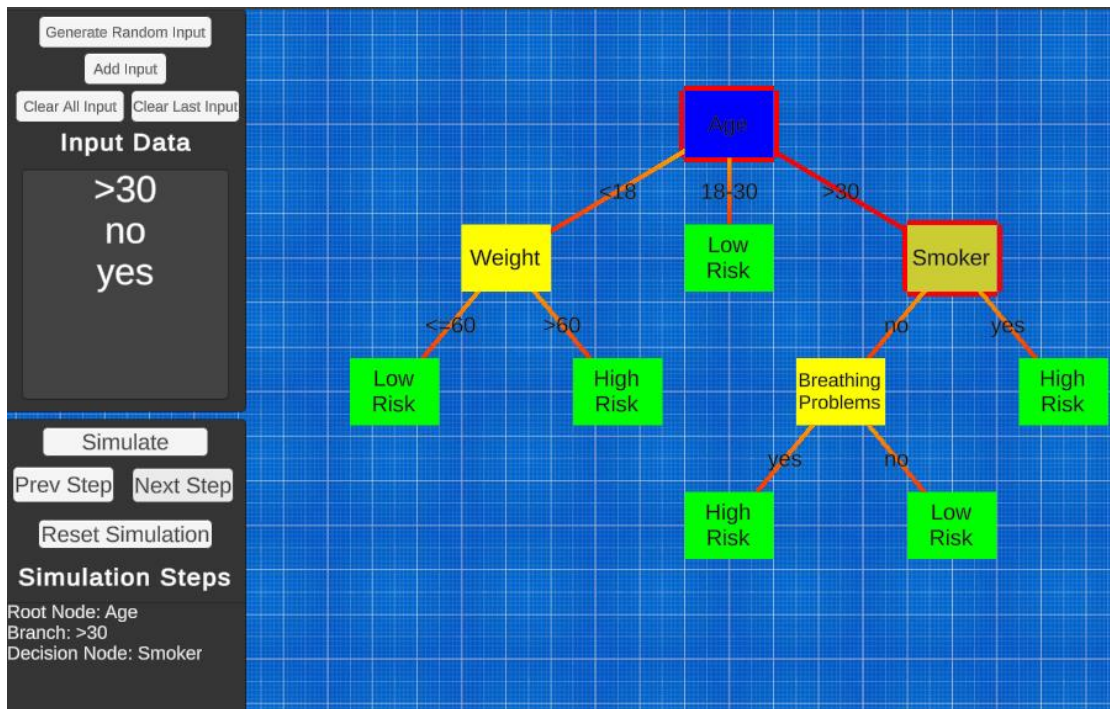 Generate Random Input
Add Input
Clear All Input
Clear Last Input
Input Data
>30
no
yes
Simulate
Prev Step
Next Step
Reset Simulation
Simulation Steps
Root Node: Age
Branch: >30
Decision Node: Smoker
Age
<18
18-30
>30
Weight
Low
Risk
Smoker
<=60
>60
no
yes
Low
Risk
High
Risk
Breathing
Problems
High
Risk
yes
no
High
Risk
Low
Risk